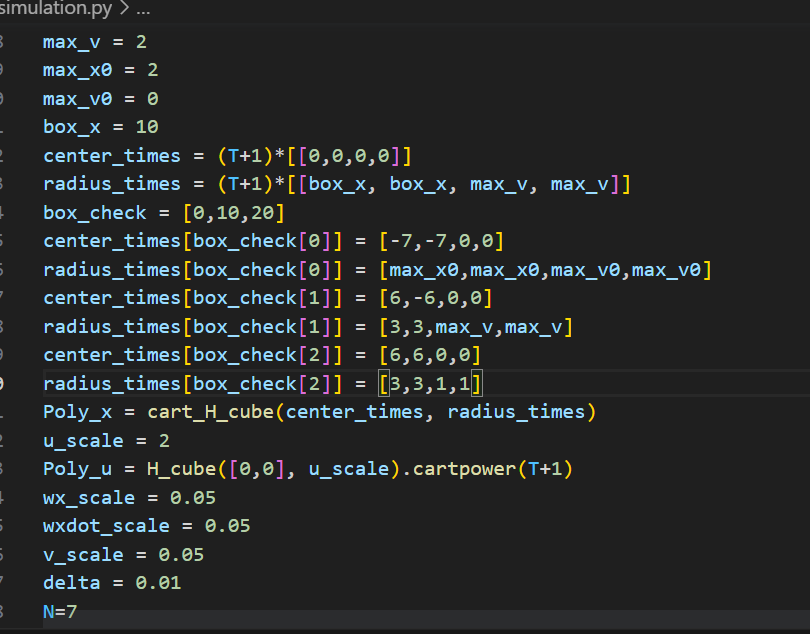 simulation.py > ...
max_v = 2
max_x0 = 2
max_v0 = 0
box_x = 10
center_times = (T+1)*[[0,0,0,0]]
radius_times = (T+1)*[[box_x, box_x, max_v, max_v]]
box_check = [0,10,20]
center_times[box_check[0]] = [-7,-7,0,0]
radius_times[box_check[0]] = [max_x0,max_x0,max_v0,max_v0]
center_times[box_check[1]] = [6,-6,0,0]
radius_times[box_check[1]] = [3,3,max_v,max_v]
center_times[box_check[2]] = [6,6,0,0]
radius_times[box_check[2]] = [3,3,1,1]
Poly_x = cart_H_cube(center_times, radius_times)
u_scale = 2
Poly_u = H_cube([0,0], u_scale).cartpower(T+1)
wx_scale = 0.05
wxdot_scale = 0.05
v_scale = 0.05
delta = 0.01
N=7